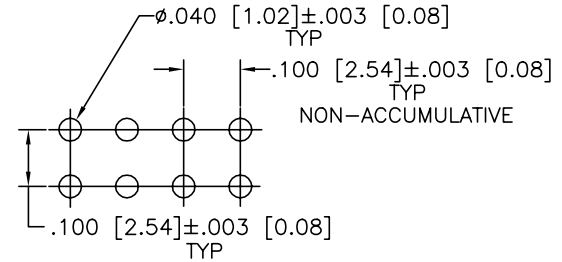 ø.040 [1.02]±.003 [0.08]
TYP
.100 [2.54]±.003 [0.08]
TYP
NON-ACCUMULATIVE
.100 [2.54]±.003 [0.08]
TYP